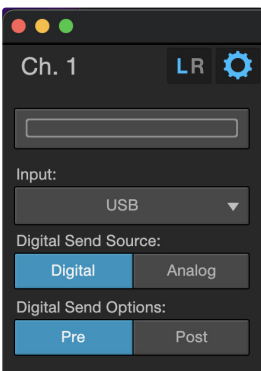 Ch. 1 LR
Input:
USB
Digital Send Source:
Digital Analog
Digital Send Options:
Pre Post